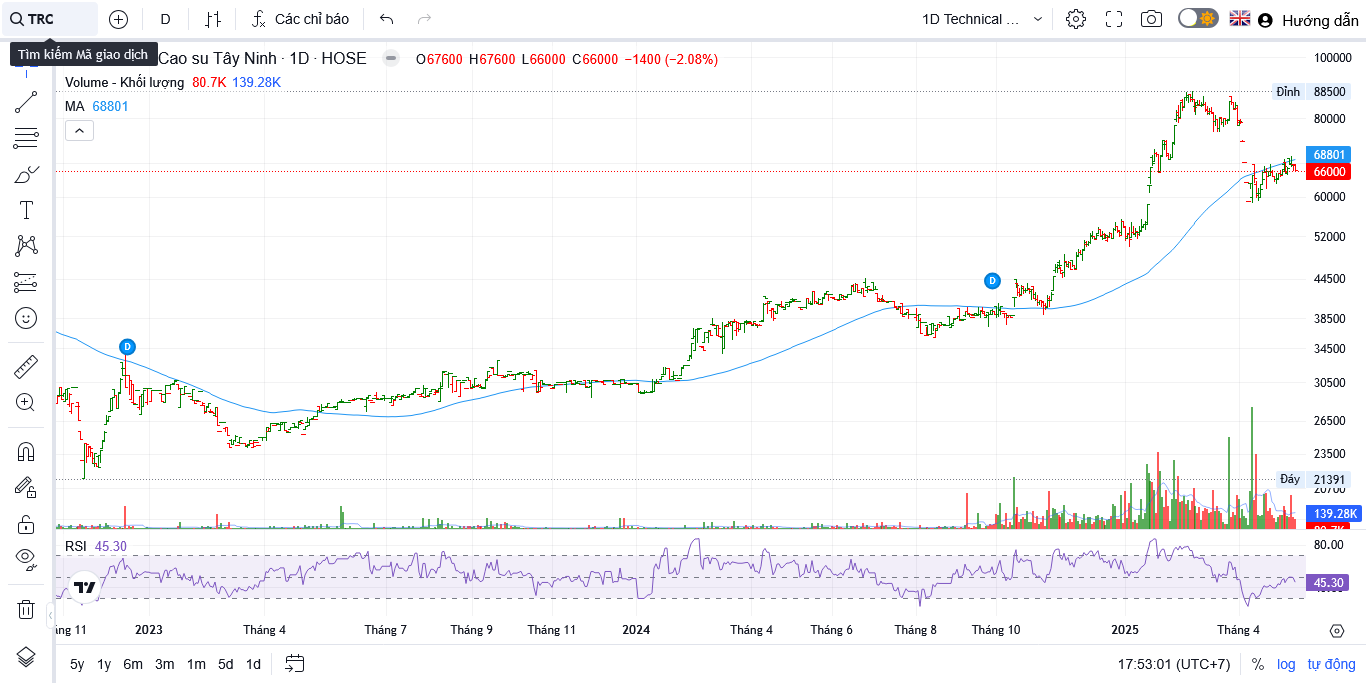 TRC
D
Các chỉ báo
1D Technical ...
Hướng dẫn
Tìm kiếm Mã giao dịch
Cao su Tây Ninh · 1D · HOSE
O67600 H67600 L66000 C66000 −1400 (−2.08%)
Volume - Khối lượng 80.7K 139.28K
MA 68801
100000
Đỉnh 88500
80000
68801
66000
60000
52000
44500
D
38500
D
34500
30500
26500
23500
Đáy 21391
20700
139.28K
80.7K
RSI 45.30
80.00
45.30
ng 11 2023 Tháng 4 Tháng 7 Tháng 9 Tháng 11 2024 Tháng 4 Tháng 6 Tháng 8 Tháng 10 2025 Tháng 4
5y 1y 6m 3m 1m 5d 1d
17:53:01 (UTC+7) % log tự động